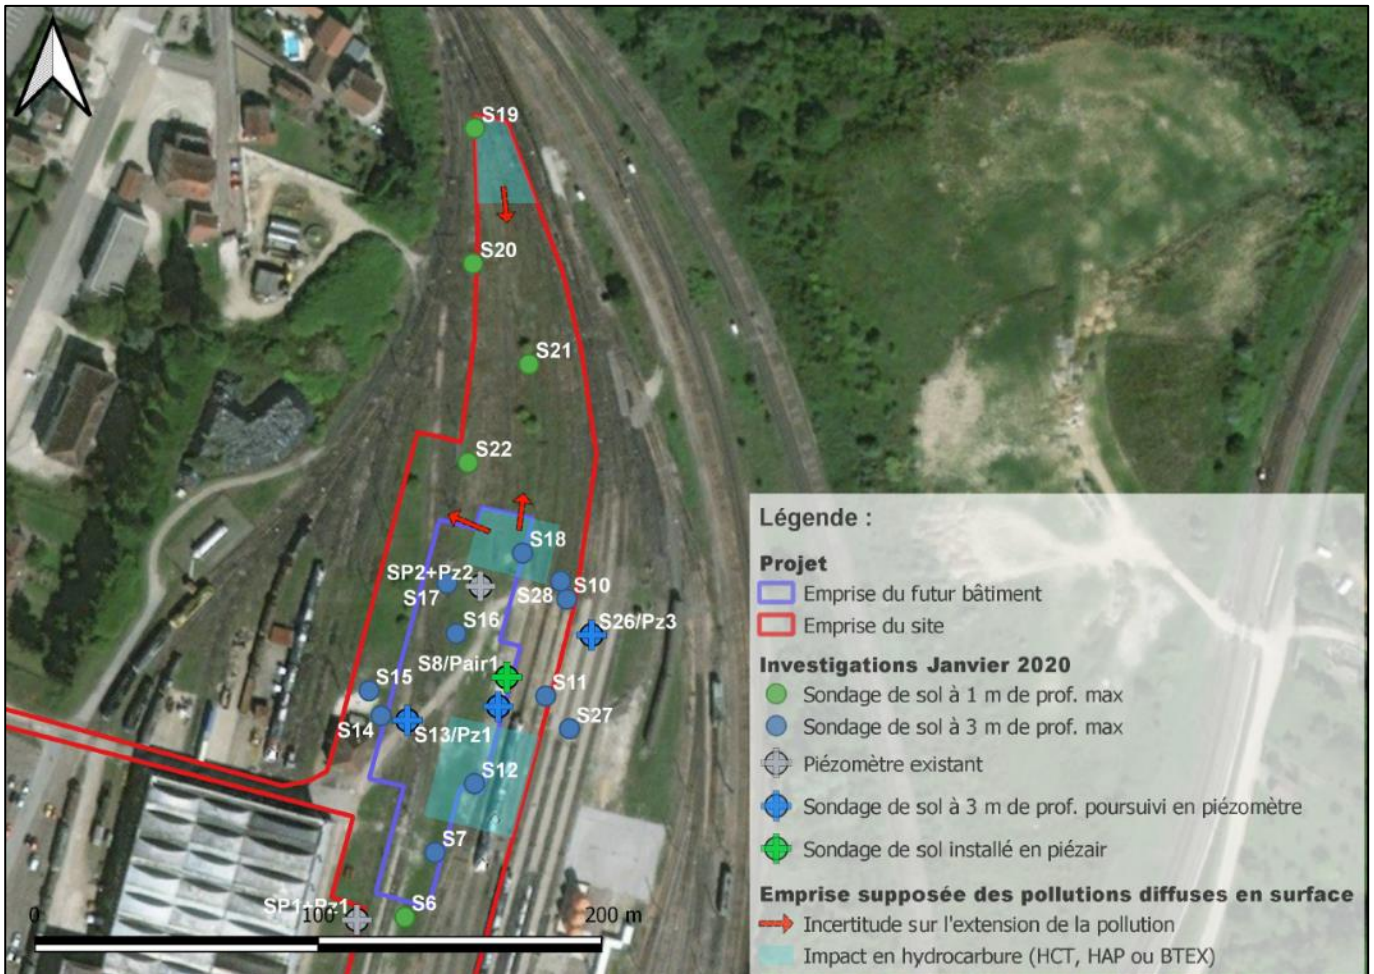 S19
S20
S21
S22
S18
SP2+Pz2
S10
S17
S28
S16
S26/Pz3
S8/Pair1
S15
S11
S14
S13/Pz1
S27
S12
S7
SP1+Pz1
S6
0
100
200 m
Légende :
Projet
Emprise du futur bâtiment
Emprise du site
Investigations Janvier 2020
Sondage de sol à 1 m de prof. max
Sondage de sol à 3 m de prof. max
Piézomètre existant
Sondage de sol à 3 m de prof. poursuivi en piézomètre
Sondage de sol installé en piézair
Emprise supposée des pollutions diffuses en surface
Incertitude sur l'extension de la pollution
Impact en hydrocarbure (HCT, HAP ou BTEX)